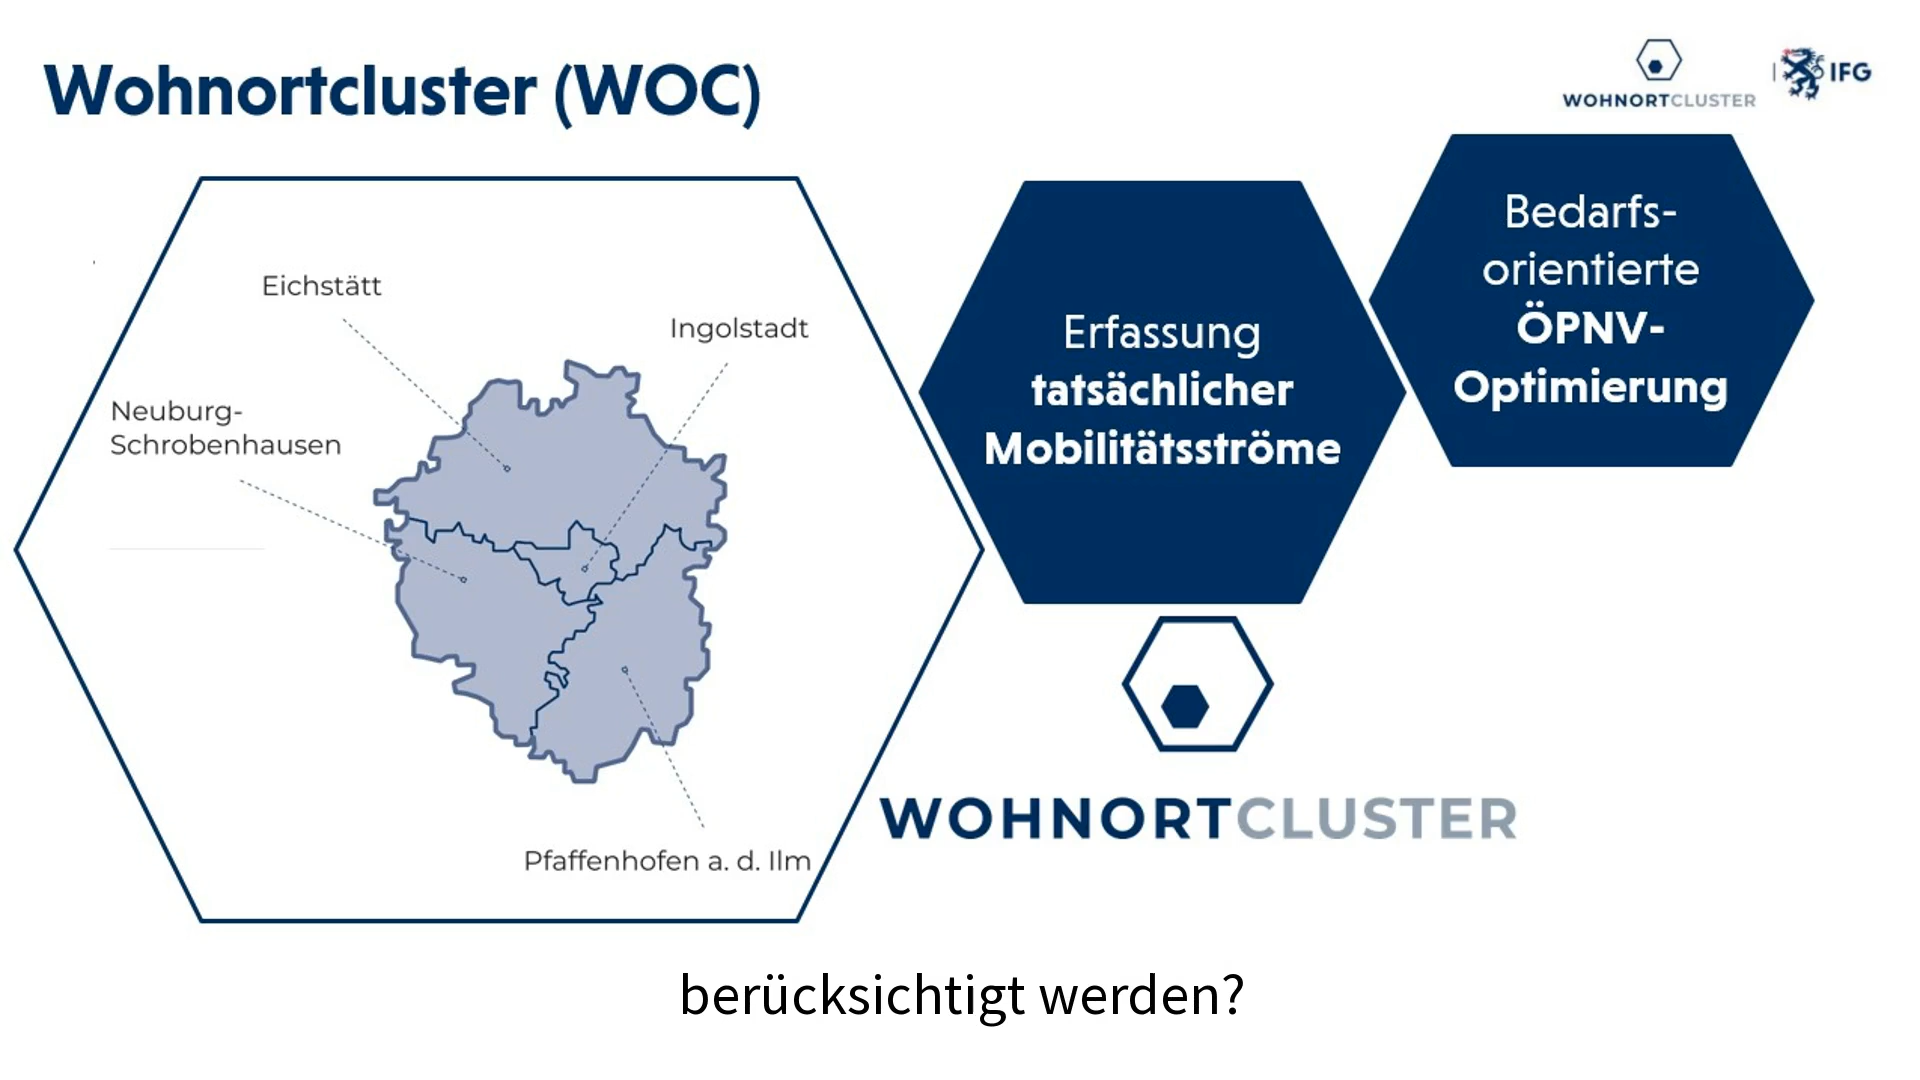 Wohnortcluster (WOC)
WOHNORTCLUSTER
IFG
Eichstätt
Ingolstadt
Neuburg-
Schrobenhausen
Pfaffenhofen a. d. Ilm
Erfassung
tatsächlicher
Mobilitätsströme
Bedarfs-
orientierte
ÖPNV-
Optimierung
WOHNORTCLUSTER
berücksichtigt werden?